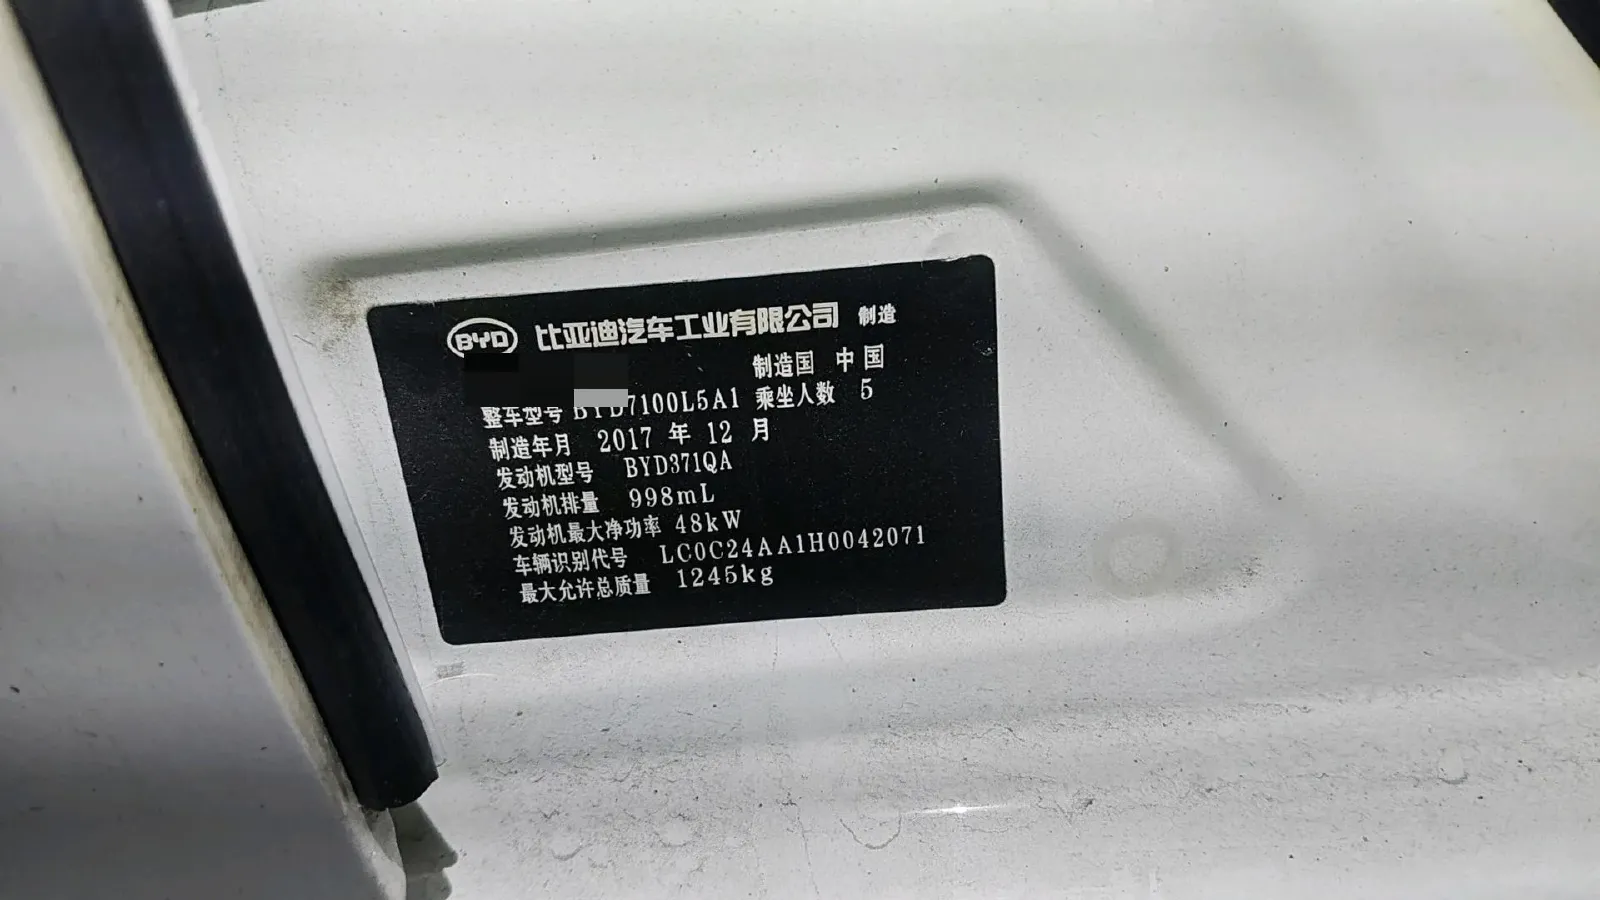 BYD 比亚迪汽车工业有限公司 制造
制造国 中国
整车型号 BYD7100L5A1 乘坐人数 5
制造年月 2017 年 12 月
发动机型号 BYD371QA
发动机排量 998mL
发动机最大净功率 48kW
车辆识别代号 LC0C24AA1H0042071
最大允许总质量 1245kg